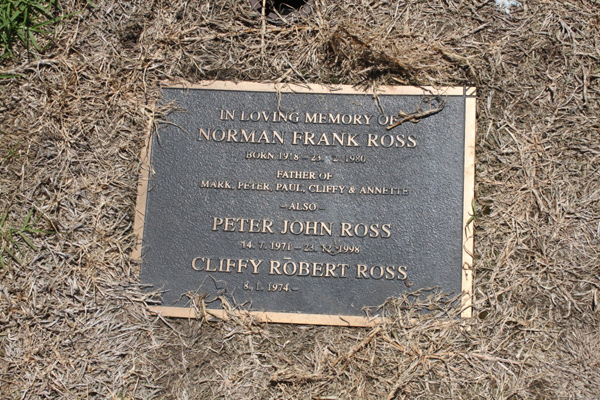 IN LOVING MEMORY OF
NORMAN FRANK ROSS
BORN 1918 – 23. 2. 1980
FATHER OF
MARK, PETER, PAUL, CLIFFY & ANNETTE
– ALSO –
PETER JOHN ROSS
14. 7. 1971 – 23. 12. 1998
CLIFFY ROBERT ROSS
8. 1. 1974 –